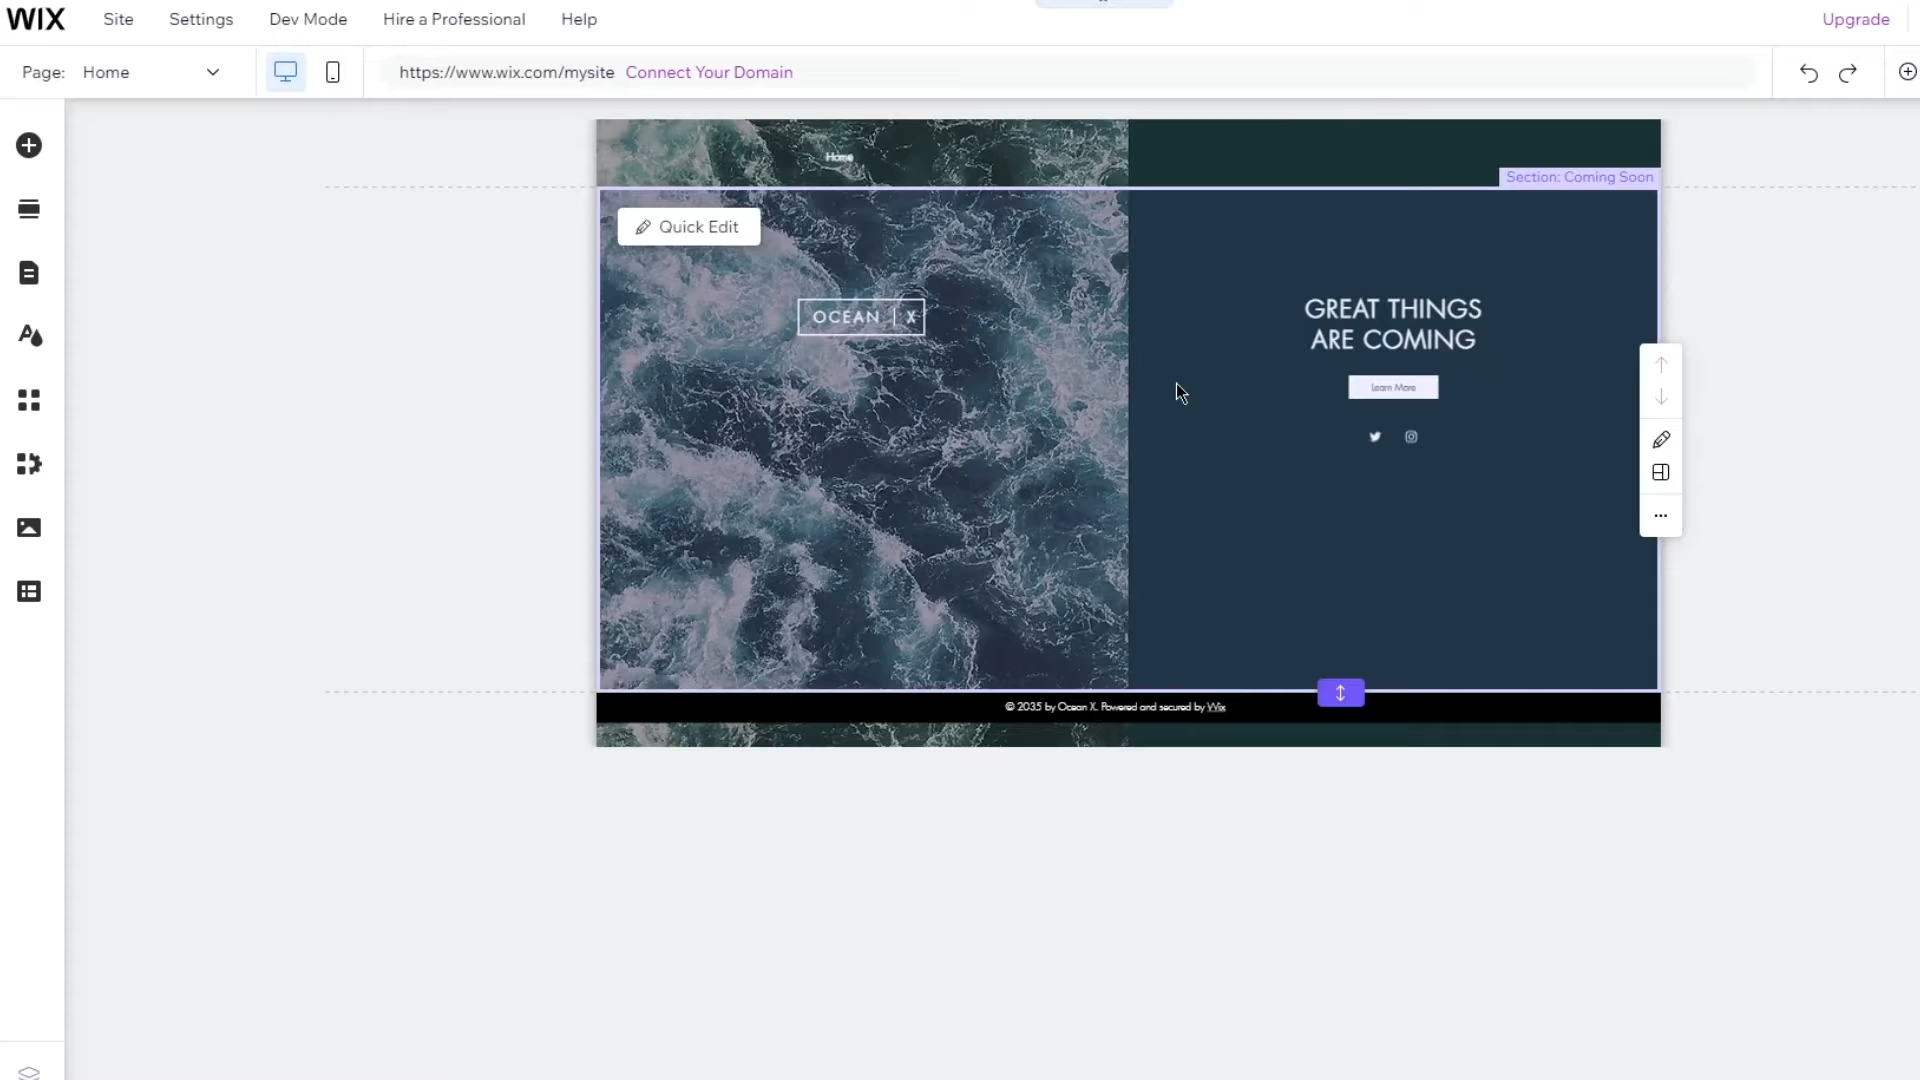 WIX Site Settings Dev Mode Hire a Professional Help Upgrade
Page: Home https://www.wix.com/mysite Connect Your Domain
Home
Section: Coming Soon
Quick Edit
OCEAN | X
GREAT THINGS
ARE COMING
Learn More
© 2035 by Ocean X. Powered and secured by Wix